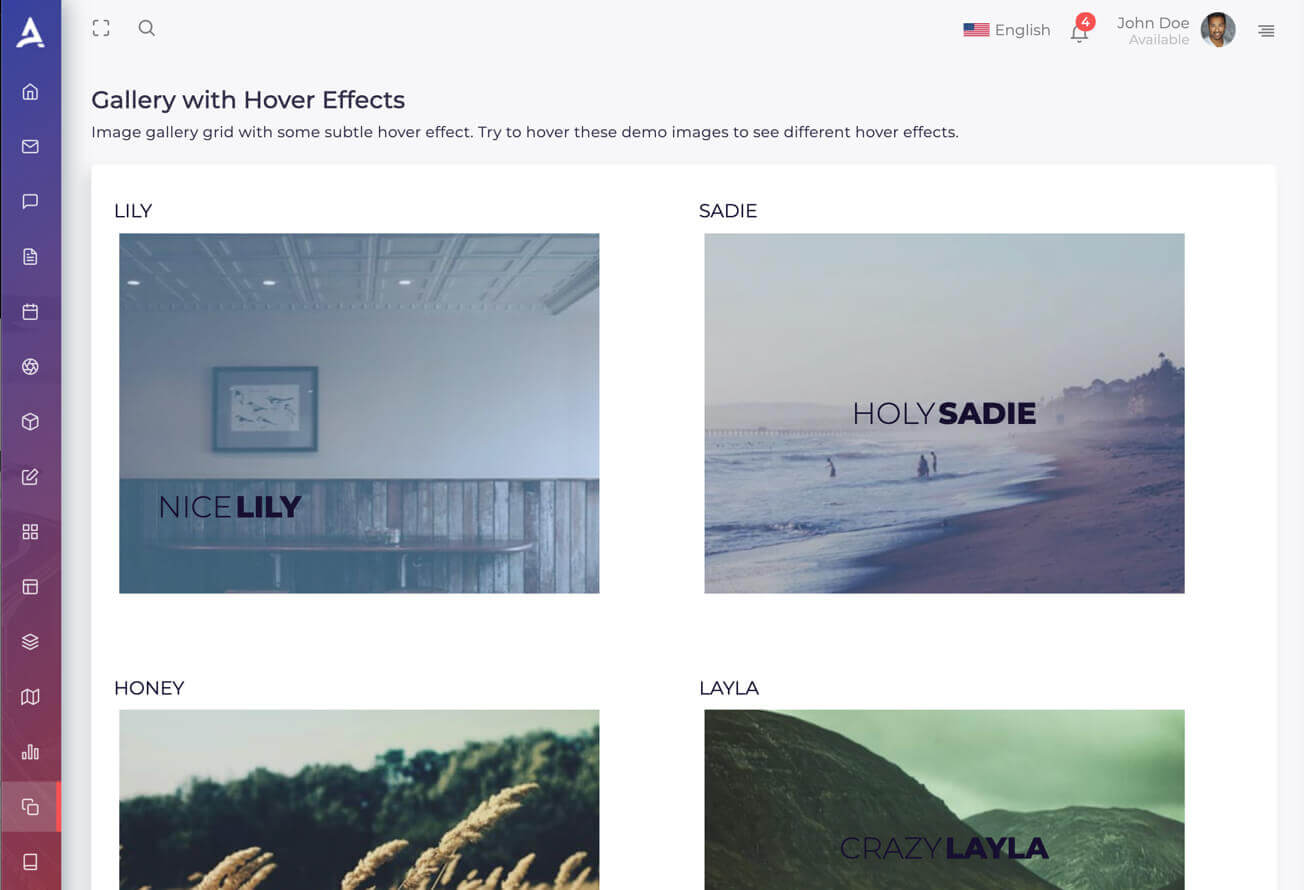 English
4
John Doe
Available
Gallery with Hover Effects
Image gallery grid with some subtle hover effect. Try to hover these demo images to see different hover effects.
LILY
SADIE
NICE LILY
HOLY SADIE
HONEY
LAYLA
CRAZY LAYLA